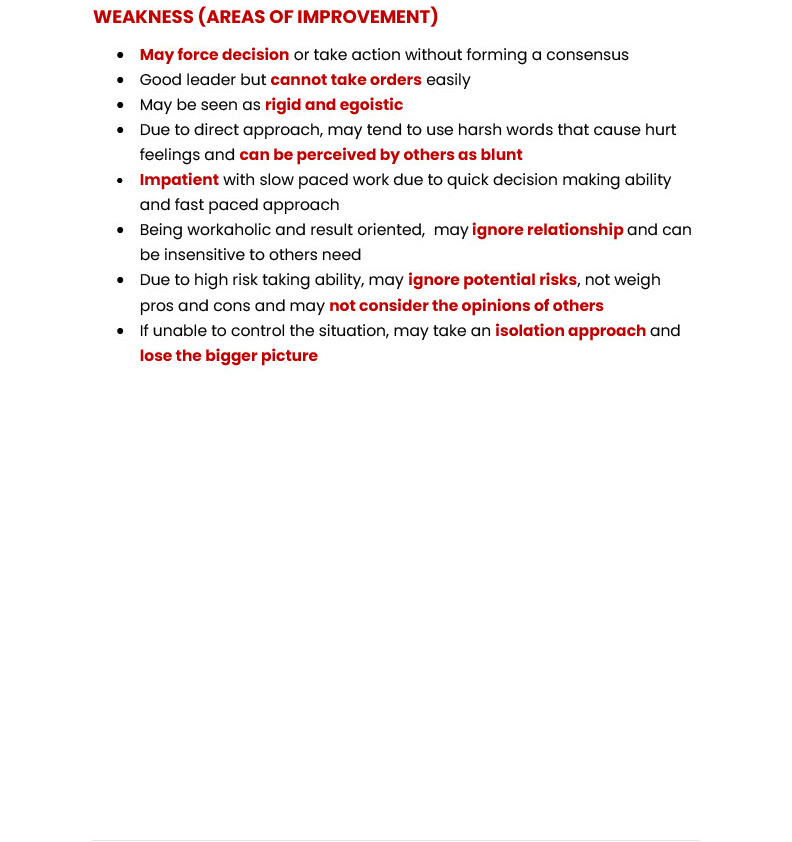 WEAKNESS (AREAS OF IMPROVEMENT)
• May force decision or take action without forming a consensus
• Good leader but cannot take orders easily
• May be seen as rigid and egoistic
• Due to direct approach, may tend to use harsh words that cause hurt
feelings and can be perceived by others as blunt
• Impatient with slow paced work due to quick decision making ability
and fast paced approach
• Being workaholic and result oriented,  may ignore relationship and can
be insensitive to others need
• Due to high risk taking ability, may ignore potential risks, not weigh
pros and cons and may not consider the opinions of others
• If unable to control the situation, may take an isolation approach and
lose the bigger picture